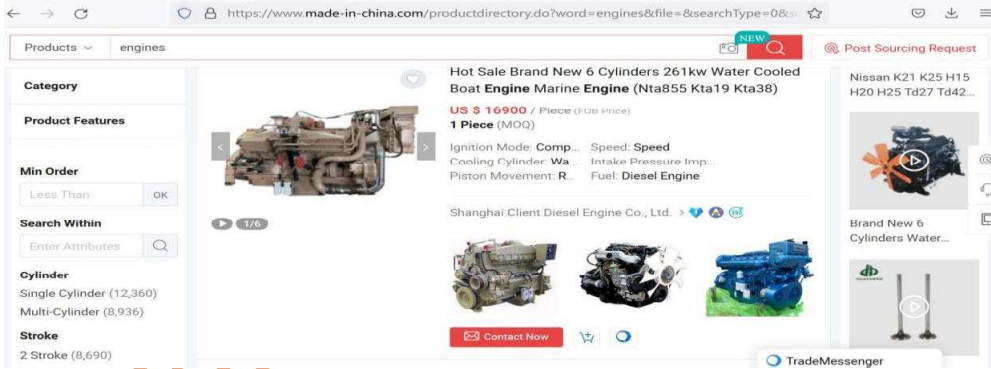 https://www.made-in-china.com/productdirectory.do?word=engines&file=&searchType=0&s
Products engines NEW Post Sourcing Request
Category
Product Features
Min Order
Less Than OK
Search Within
Enter Attributes
Cylinder
Single Cylinder (12,360)
Multi-Cylinder (8,936)
Stroke
2 Stroke (8,690)
1/6
Hot Sale Brand New 6 Cylinders 261kw Water Cooled
Boat Engine Marine Engine (Nta855 Kta19 Kta38)
US $ 16900 / Piece (FOB Price)
1 Piece (MOQ)
Ignition Mode: Comp... Speed: Speed
Cooling Cylinder: Wa... Intake Pressure Imp...
Piston Movement: R... Fuel: Diesel Engine
Shanghai Client Diesel Engine Co., Ltd. >
Contact Now
Nissan K21 K25 H15
H20 H25 Td27 Td42...
Brand New 6
Cylinders Water...
db
TradeMessenger